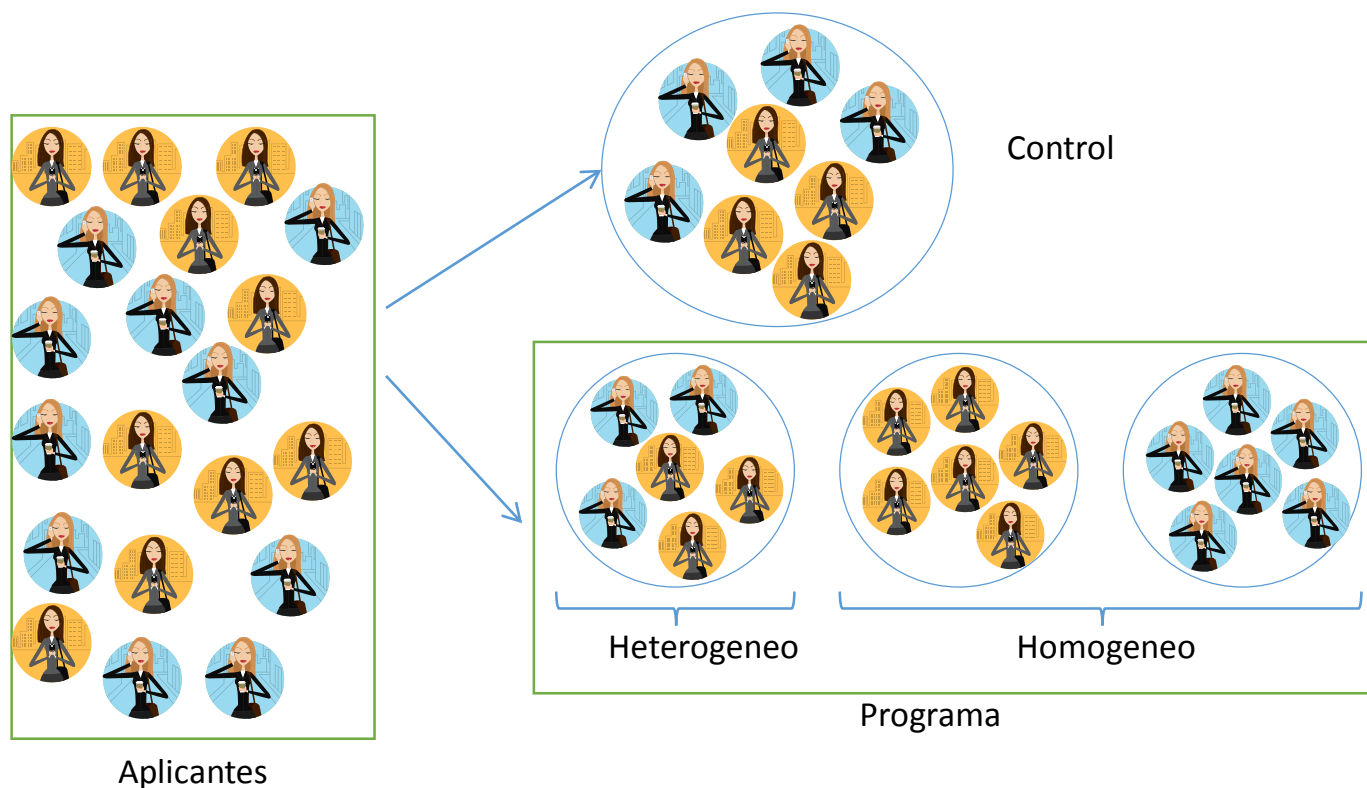 Control
Heterogeneo
Homogeneo
Programa
Aplicantes